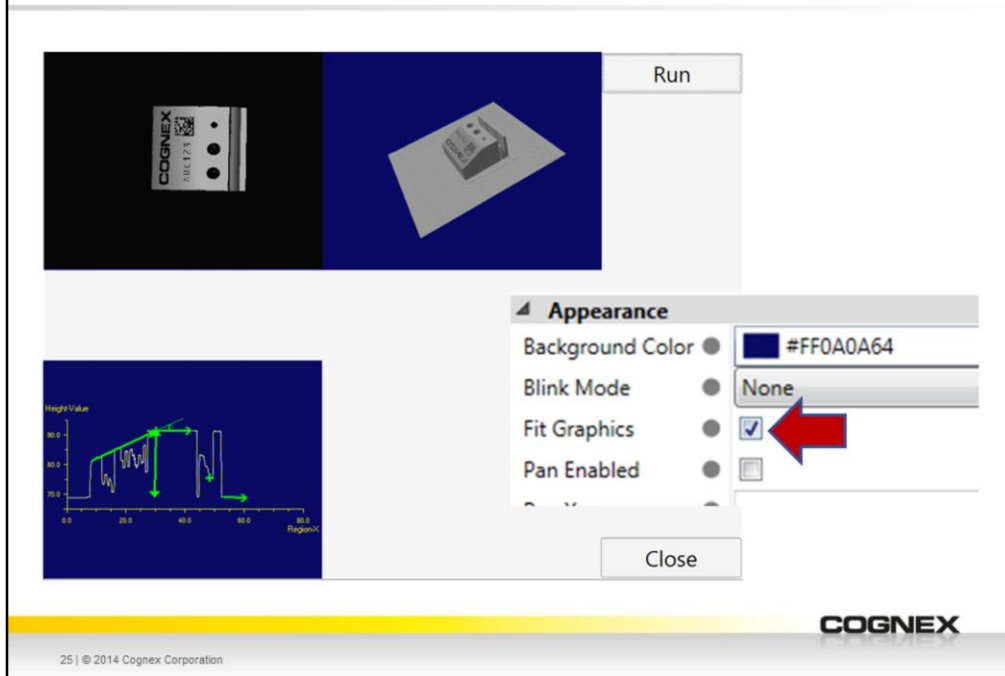 Run
COGNEX
ABC123
Appearance
Background Color
#FF0A0A64
Blink Mode
None
Fit Graphics
Pan Enabled
Height-Value
90.0
80.0
70.0
0.0 20.0 40.0 60.0 80.0
Region-X
Close
COGNEX
25 | © 2014 Cognex Corporation